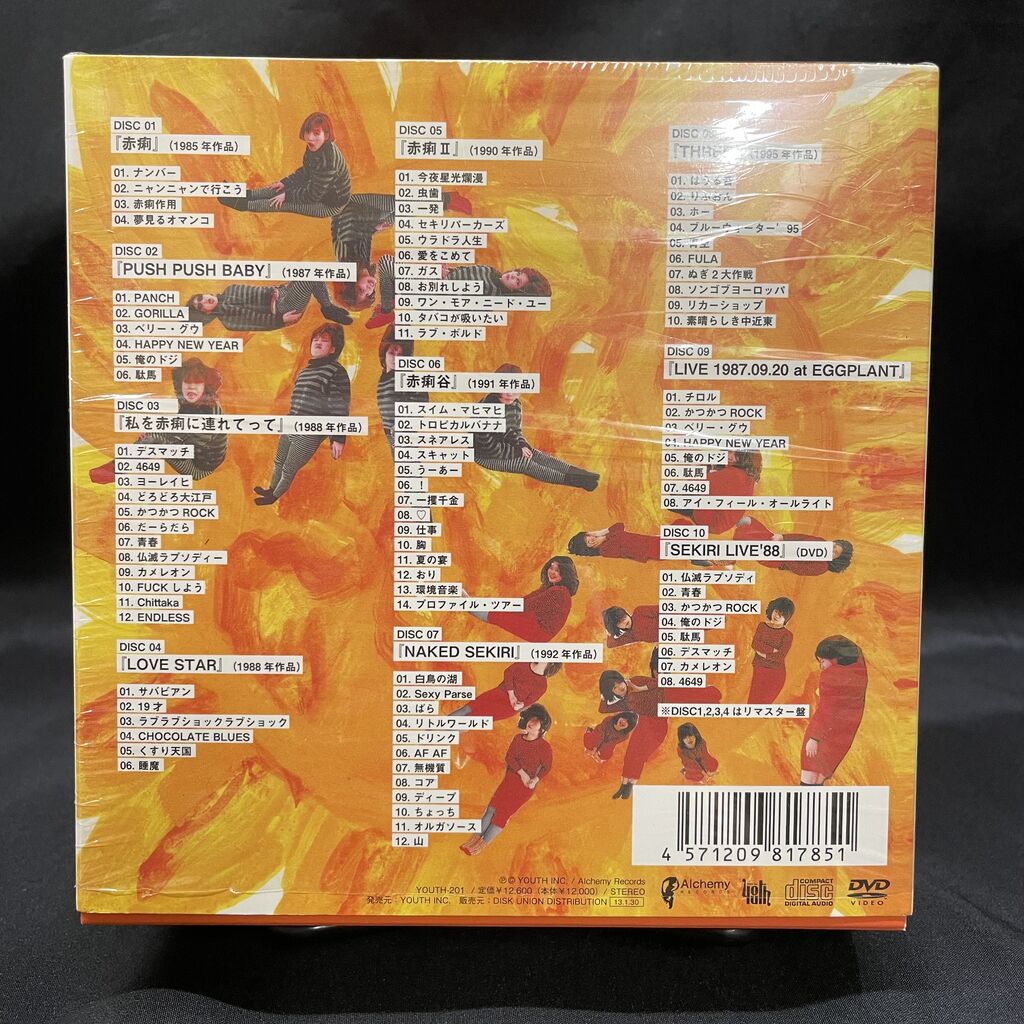 DISC 01
『赤痢』(1985年作品)
01. ナンバー
02. ニャンニャンで行こう
03. 赤痢作用
04. 夢見るオマンコ
DISC 02
『PUSH PUSH BABY』(1987年作品)
01. PANCH
02. GORILLA
03. ベリー・グウ
04. HAPPY NEW YEAR
05. 俺のドジ
06. 駄馬
DISC 03
『私を赤痢に連れてって』(1988年作品)
01. デスマッチ
02. 4649
03. ヨーレイヒ
04. どろどろ大江戸
05. かつかつ ROCK
06. だーらだら
07. 青春
08. 仏滅ラプソディー
09. カメレオン
10. FUCK しよう
11. Chittaka
12. ENDLESS
DISC 04
『LOVE STAR』(1988年作品)
01. サバビアン
02. 19才
03. ラブラブショックラブショック
04. CHOCOLATE BLUES
05. くすり天国
06. 睡魔
DISC 05
『赤痢Ⅱ』(1990年作品)
01. 今夜星光爛漫
02. 虫歯
03. 一発
04. セキリパーカーズ
05. ウラドラ人生
06. 愛をこめて
07. ガス
08. お別れしよう
09. ワン・モア・ニード・ユー
10. タバコが吸いたい
11. ラブ・ボルド
DISC 06
『赤痢谷』(1991年作品)
01. スイム・マヒマヒ
02. トロピカルバナナ
03. スネアレス
04. スキャット
05. うーあー
06. !
07. 一攫千金
08. ♡
09. 仕事
10. 胸
11. 夏の宴
12. おり
13. 環境音楽
14. プロファイル・ツアー
DISC 07
『NAKED SEKIRI』(1992年作品)
01. 白鳥の湖
02. Sexy Parse
03. ばら
04. リトルワールド
05. ドリンク
06. AF AF
07. 無機質
08. コア
09. ディープ
10. ちょっち
11. オルガソース
12. 山
DISC
(1995年作品)
01.
02. りぶおん
03. ホー
04. ブルーウォーター'95
05.
06. FULA
07. ぬぎ2大作戦
08. ソンゴブヨーロッパ
09. リカーショップ
10. 素晴らしき中近東
DISC 09
『LIVE 1987.09.20 at EGGPLANT』
01. チロル
02. かつかつ ROCK
03. ベリー・グウ
04. HAPPY NEW YEAR
05. 俺のドジ
06. 駄馬
07. 4649
08. アイ・フィール・オールライト
DISC 10
『SEKIRI LIVE'88』(DVD)
01. 仏滅ラプソディ
02. 青春
03. かつかつ ROCK
04. 俺のドジ
05. 駄馬
06. デスマッチ
07. カメレオン
08. 4649
※DISC1,2,3,4 はリマスター盤
4 571209 817851
Ⓟ© YOUTH INC. / Alchemy Records
YOUTH-201 / 定価¥12,600(本体¥12,000) / STEREO
発売元:YOUTH INC. 販売元:DISK UNION DISTRIBUTION 13.1.30
Alchemy
RECORDS
COMPACT
disc
DIGITAL AUDIO
DVD
VIDEO